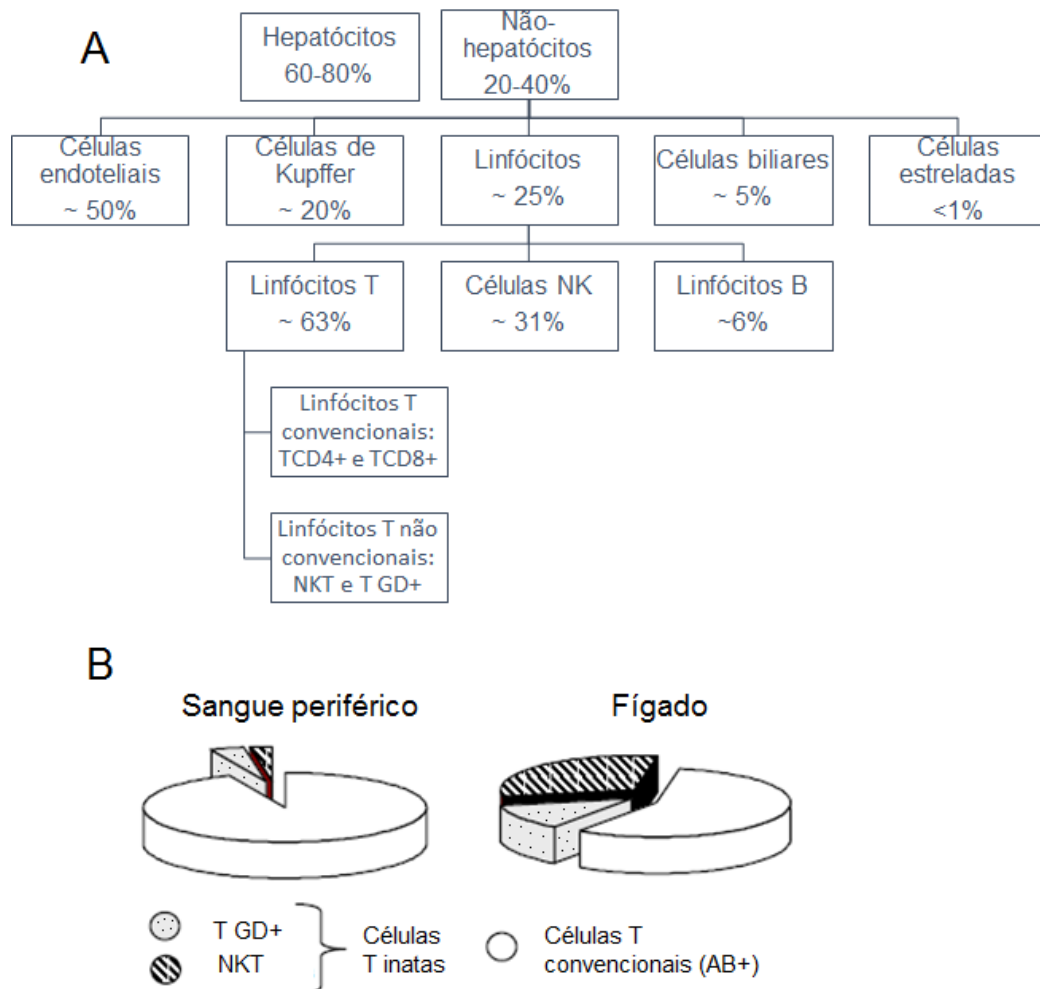 A
Hepatócitos
60-80%
Não-
hepatócitos
20-40%
Células
endoteliais
~ 50%
Células de
Kupffer
~ 20%
Linfócitos
~ 25%
Células biliares
~ 5%
Células
estreladas
<1%
Linfócitos T
~ 63%
Células NK
~ 31%
Linfócitos B
~6%
Linfócitos T
convencionais:
TCD4+ e TCD8+
Linfócitos T não
convencionais:
NKT e T GD+
B
Sangue periférico
Fígado
T GD+
NKT
Células
T inatas
Células T
convencionais (AB+)